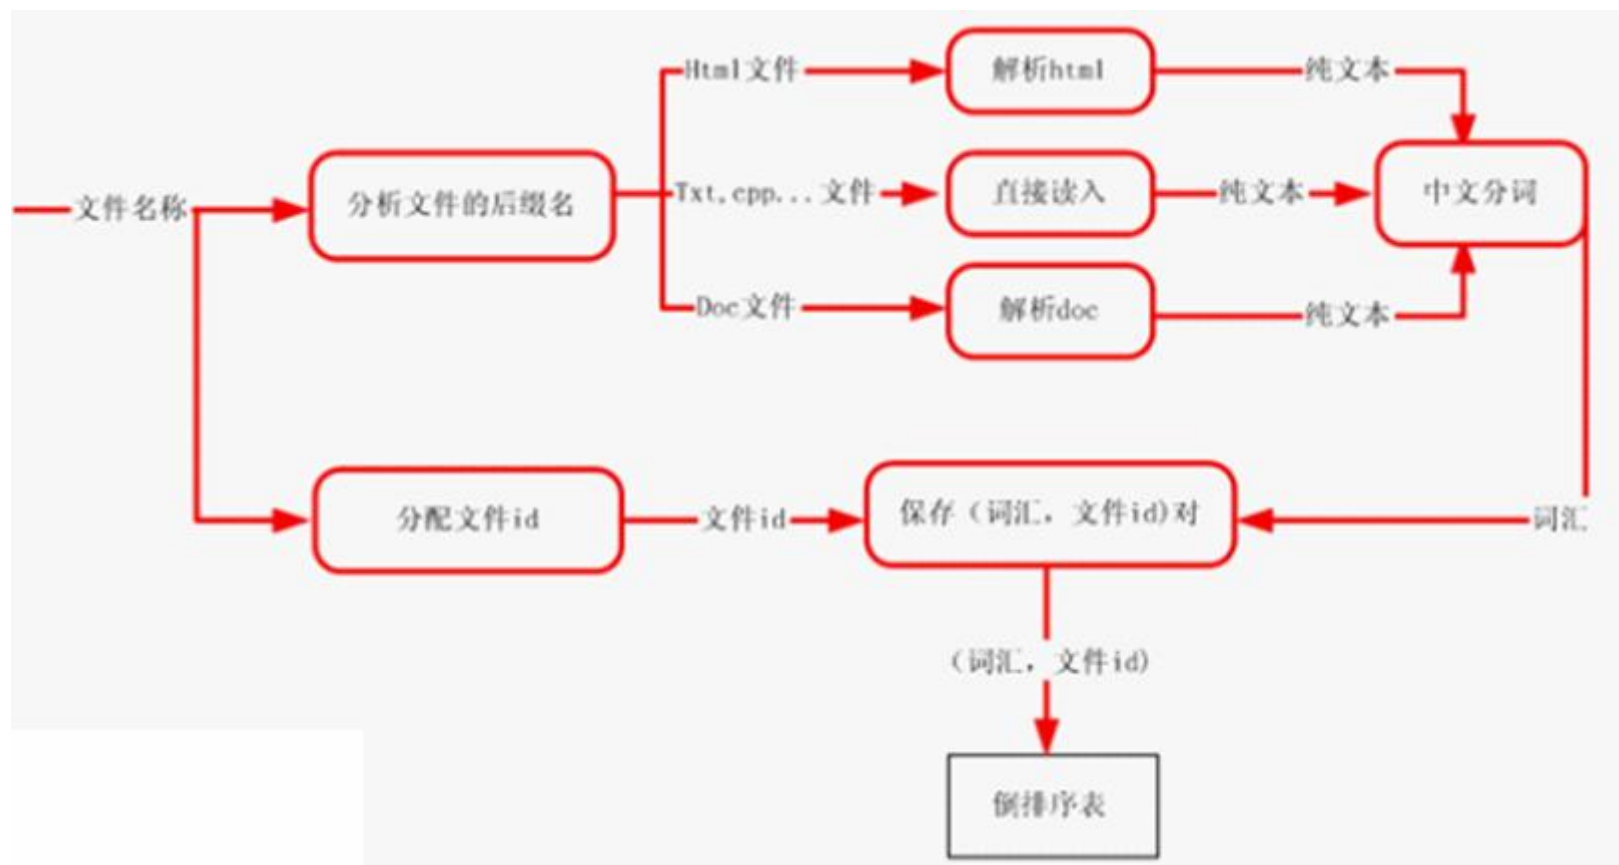 Html文件
解析html
纯文本
文件名称
分析文件的后缀名
Txt,cpp...文件
直接读入
纯文本
中文分词
Doc文件
解析doc
纯文本
分配文件id
文件id
保存（词汇，文件id)对
词汇
（词汇，文件id)
倒排序表